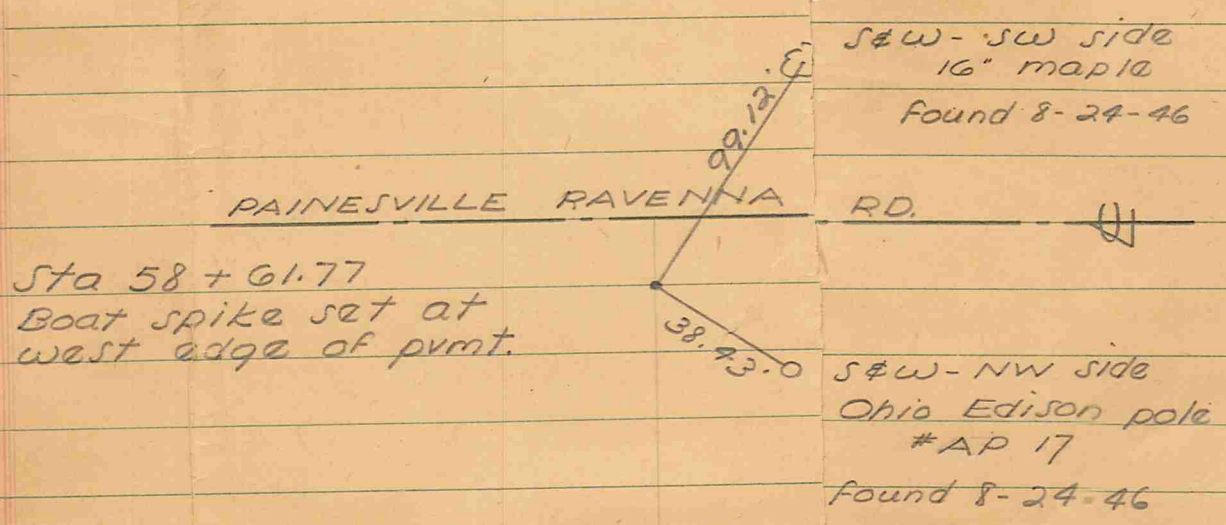 S&W - SW side
16" maple
Found 8-24-46
99.12
PAINESVILLE RAVENNA RD.
Sta 58 + 61.77
Boat spike set at
west edge of pvmt.
38.43
S&W - NW side
Ohio Edison pole
#AP 17
Found 8-24-46